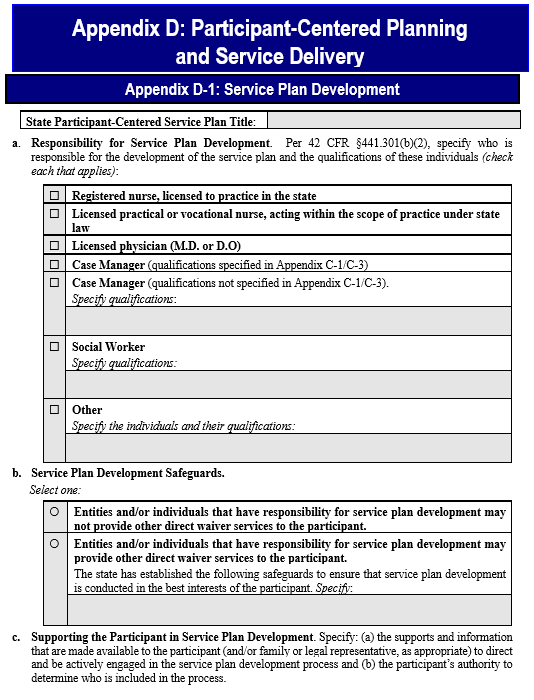 Appendix D: Participant-Centered Planning
and Service Delivery
Appendix D-1: Service Plan Development
State Participant-Centered Service Plan Title:
a. Responsibility for Service Plan Development. Per 42 CFR §441.301(b)(2), specify who is
responsible for the development of the service plan and the qualifications of these individuals (check
each that applies):
☐ Registered nurse, licensed to practice in the state
☐ Licensed practical or vocational nurse, acting within the scope of practice under state
law
☐ Licensed physician (M.D. or D.O)
☐ Case Manager (qualifications specified in Appendix C-1/C-3)
☐ Case Manager (qualifications not specified in Appendix C-1/C-3).
Specify qualifications:
☐ Social Worker
Specify qualifications:
☐ Other
Specify the individuals and their qualifications:
b. Service Plan Development Safeguards.
Select one:
○ Entities and/or individuals that have responsibility for service plan development may
not provide other direct waiver services to the participant.
○ Entities and/or individuals that have responsibility for service plan development may
provide other direct waiver services to the participant.
The state has established the following safeguards to ensure that service plan development
is conducted in the best interests of the participant. Specify:
c. Supporting the Participant in Service Plan Development. Specify: (a) the supports and information
that are made available to the participant (and/or family or legal representative, as appropriate) to direct
and be actively engaged in the service plan development process and (b) the participant's authority to
determine who is included in the process.